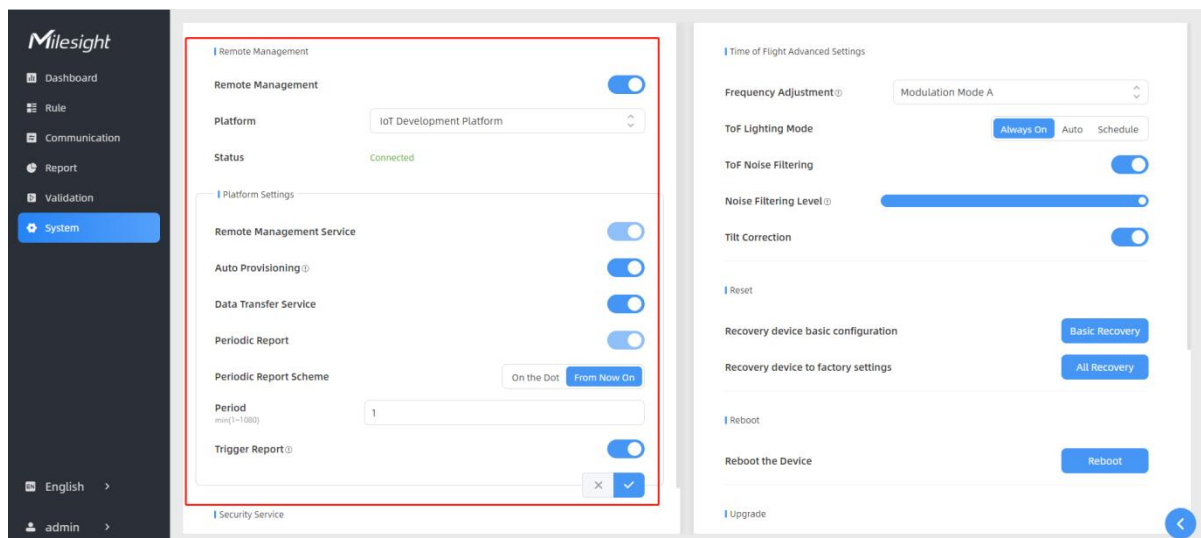 Milesight
Dashboard
Rule
Communication
Report
Validation
System
English >
admin >
Remote Management
Remote Management
Platform IoT Development Platform
Status Connected
Platform Settings
Remote Management Service
Auto Provisioning
Data Transfer Service
Periodic Report
Periodic Report Scheme On the Dot From Now On
Period 1
min(1~1080)
Trigger Report
Security Service
Time of Flight Advanced Settings
Frequency Adjustment Modulation Mode A
ToF Lighting Mode Always On Auto Schedule
ToF Noise Filtering
Noise Filtering Level
Tilt Correction
Reset
Recovery device basic configuration Basic Recovery
Recovery device to factory settings All Recovery
Reboot
Reboot the Device Reboot
Upgrade